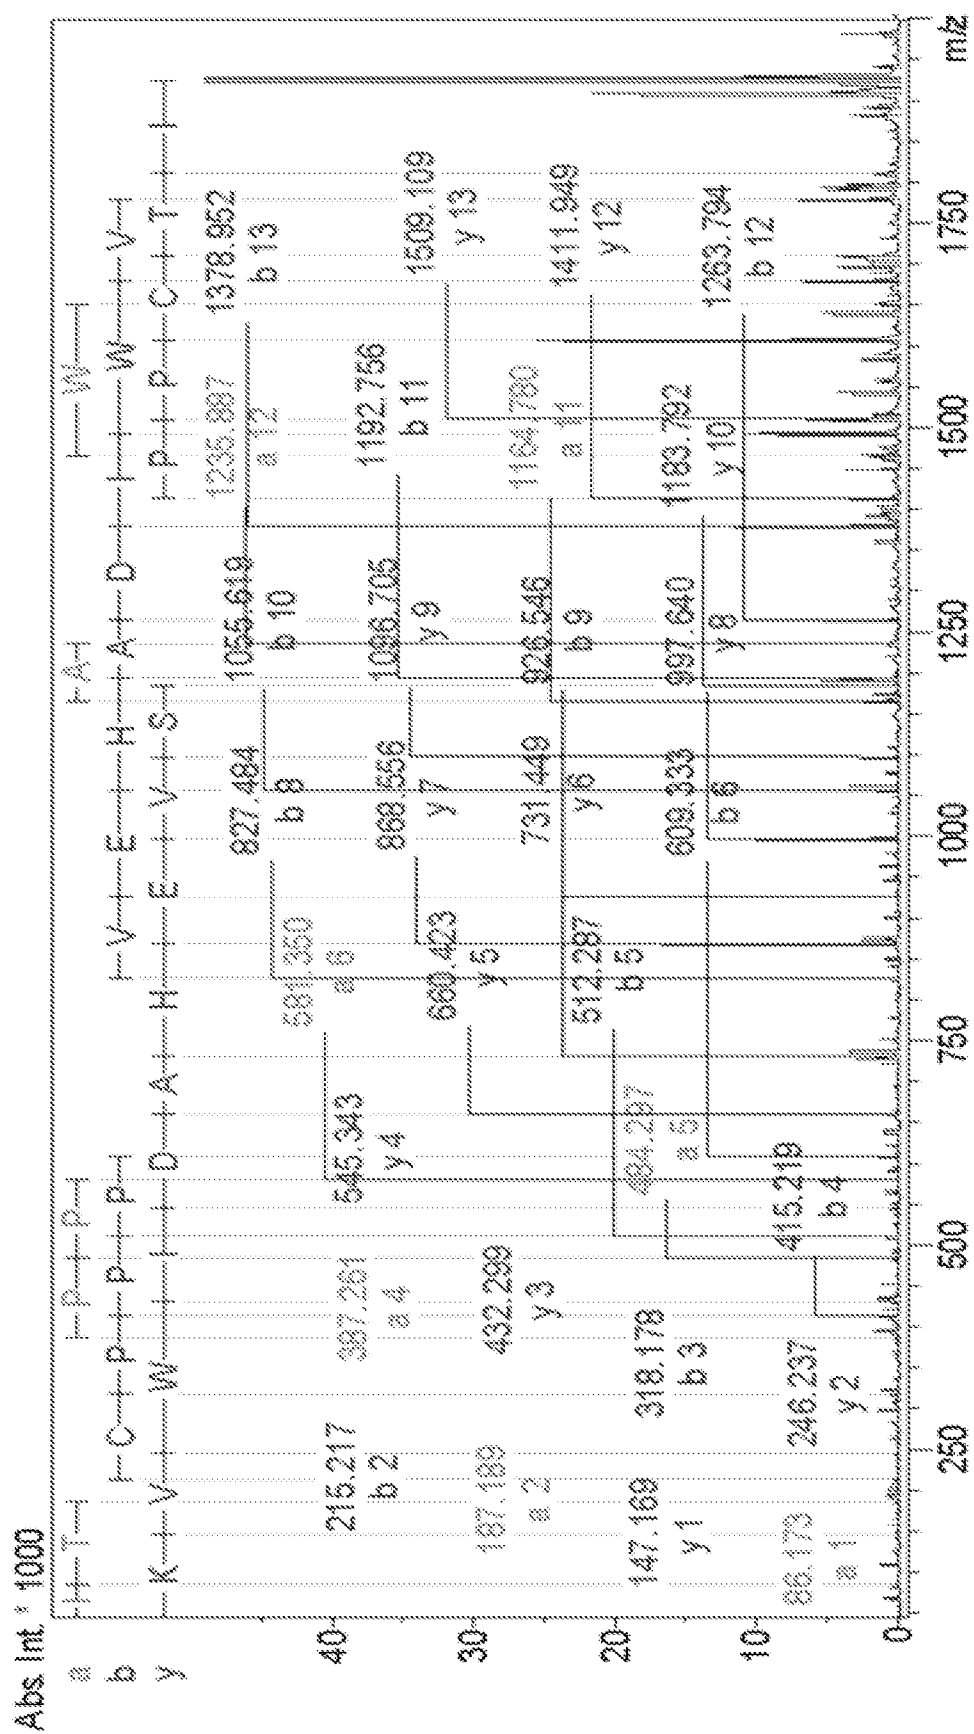 Abs. Int. * 1000
a I T P P A W
b C P P P V E H A D W V
y K V W D A H E V S P P C T
215.217
b 2
387.261
a 4
545.343
y 4
581.350
a 6
827.484
b 8
1055.619
b 10
1235.887
a 12
1378.952
b 13
187.189
a 2
432.299
y 3
660.423
y 5
868.556
y 7
1096.705
y 9
1192.756
b 11
1509.109
y 13
147.169
y 1
318.178
b 3
484.297
a 5
512.287
b 5
731.449
y 6
926.546
b 9
1164.780
a 11
1411.949
y 12
86.173
a 1
246.237
y 2
415.219
b 4
609.333
b 6
997.640
y 8
1183.792
y 10
1263.794
b 12
40
30
20
10
0
250 500 750 1000 1250 1500 1750 m/z